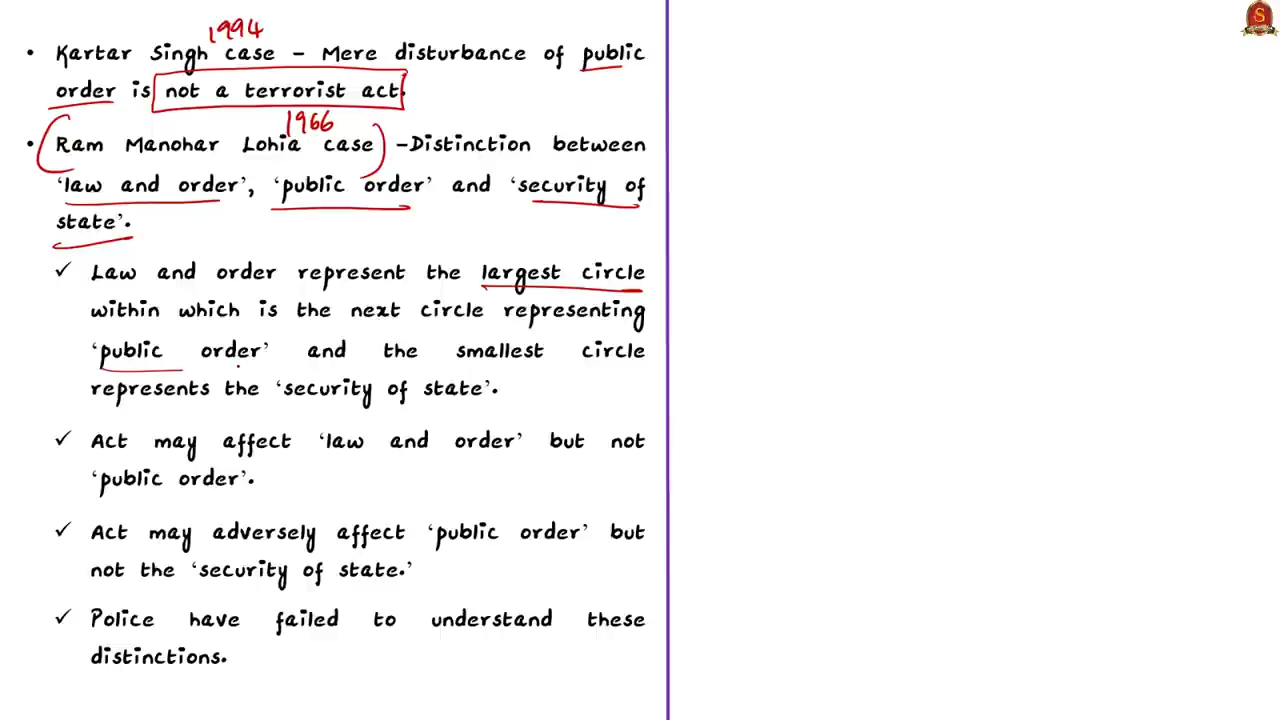 1994
• Kartar Singh case – Mere disturbance of public
order is not a terrorist act.
1966
• Ram Manohar Lohia case –Distinction between
‘law and order’, ‘public order’ and ‘security of
state’.
✓ Law and order represent the largest circle
within which is the next circle representing
‘public order’ and the smallest circle
represents the ‘security of state’.
✓ Act may affect ‘law and order’ but not
‘public order’.
✓ Act may adversely affect ‘public order’ but
not the ‘security of state.’
✓ Police have failed to understand these
distinctions.
S